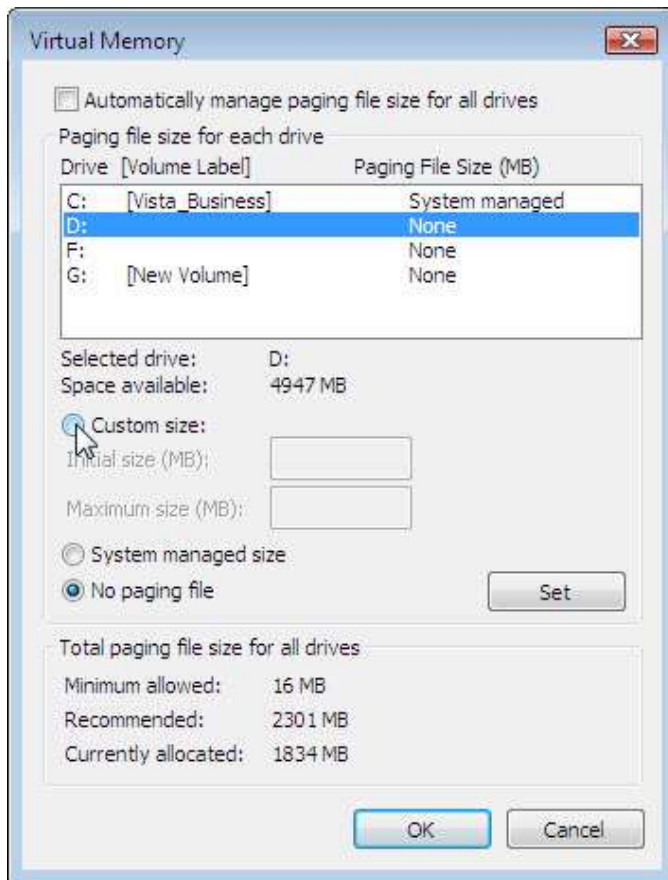 Virtual Memory
Automatically manage paging file size for all drives
Paging file size for each drive
Drive [Volume Label] Paging File Size (MB)
C: [Vista_Business] System managed
D: None
F: None
G: [New Volume] None
Selected drive: D:
Space available: 4947 MB
Custom size:
Initial size (MB):
Maximum size (MB):
System managed size
No paging file Set
Total paging file size for all drives
Minimum allowed: 16 MB
Recommended: 2301 MB
Currently allocated: 1834 MB
OK Cancel